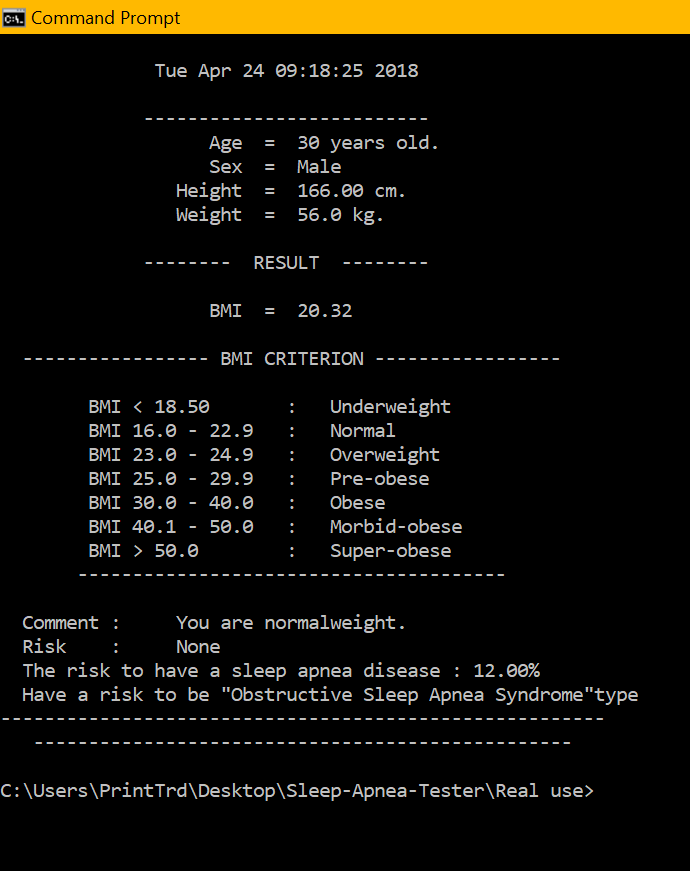 Command Prompt
Tue Apr 24 09:18:25 2018
--------------------------
Age = 30 years old.
Sex = Male
Height = 166.00 cm.
Weight = 56.0 kg.
-------- RESULT --------
BMI = 20.32
----------------- BMI CRITERION -----------------
BMI < 18.50 : Underweight
BMI 16.0 - 22.9 : Normal
BMI 23.0 - 24.9 : Overweight
BMI 25.0 - 29.9 : Pre-obese
BMI 30.0 - 40.0 : Obese
BMI 40.1 - 50.0 : Morbid-obese
BMI > 50.0 : Super-obese
---------------------------------------
Comment : You are normalweight.
Risk : None
The risk to have a sleep apnea disease : 12.00%
Have a risk to be "Obstructive Sleep Apnea Syndrome"type
-------------------------------------------------------
-------------------------------------------------
C:\Users\PrintTrd\Desktop\Sleep-Apnea-Tester\Real use>